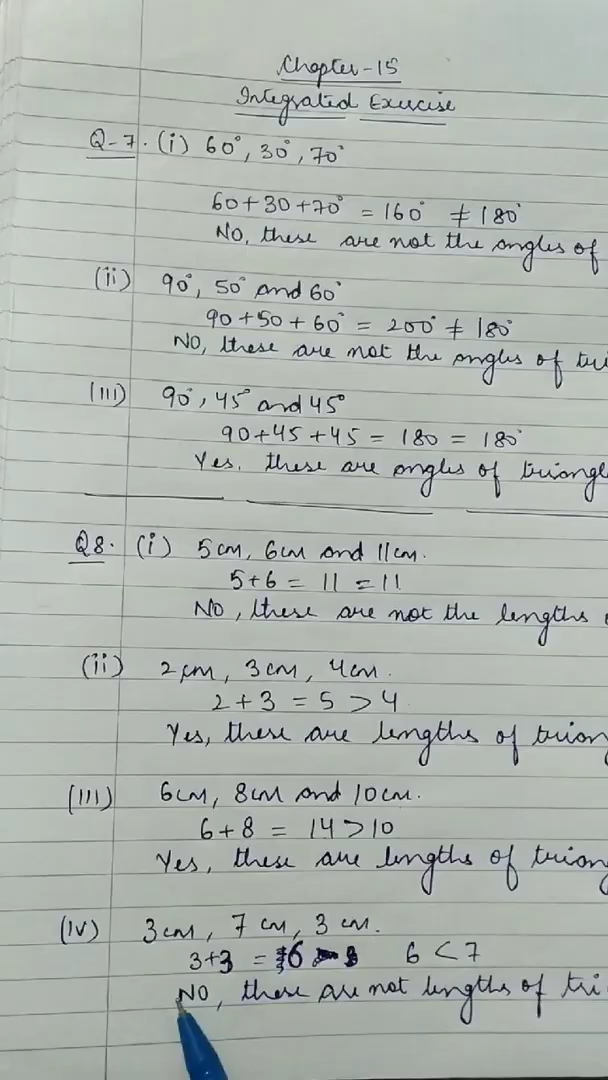 Chapter-15
Integrated Exercise
Q-7. (i) 60°, 30°, 70°
60+30+70° = 160° ≠ 180°
No, these are not the angles of
(ii) 90°, 50° and 60°
90+50+60° = 200° ≠ 180°
No, these are not the angles of tri
(III) 90°, 45° and 45°
90+45+45 = 180 = 180°
Yes, these are angles of triangle
Q8. (i) 5cm, 6cm and 11cm.
5+6 = 11 = 11
No, these are not the lengths
(ii) 2cm, 3cm, 4cm.
2+3 = 5 > 4
Yes, these are lengths of trian
(III) 6cm, 8cm and 10cm.
6+8 = 14 > 10
Yes, these are lengths of trian
(IV) 3cm, 7cm, 3cm.
3+3 = 6 6 < 7
NO, these are not lengths of tri